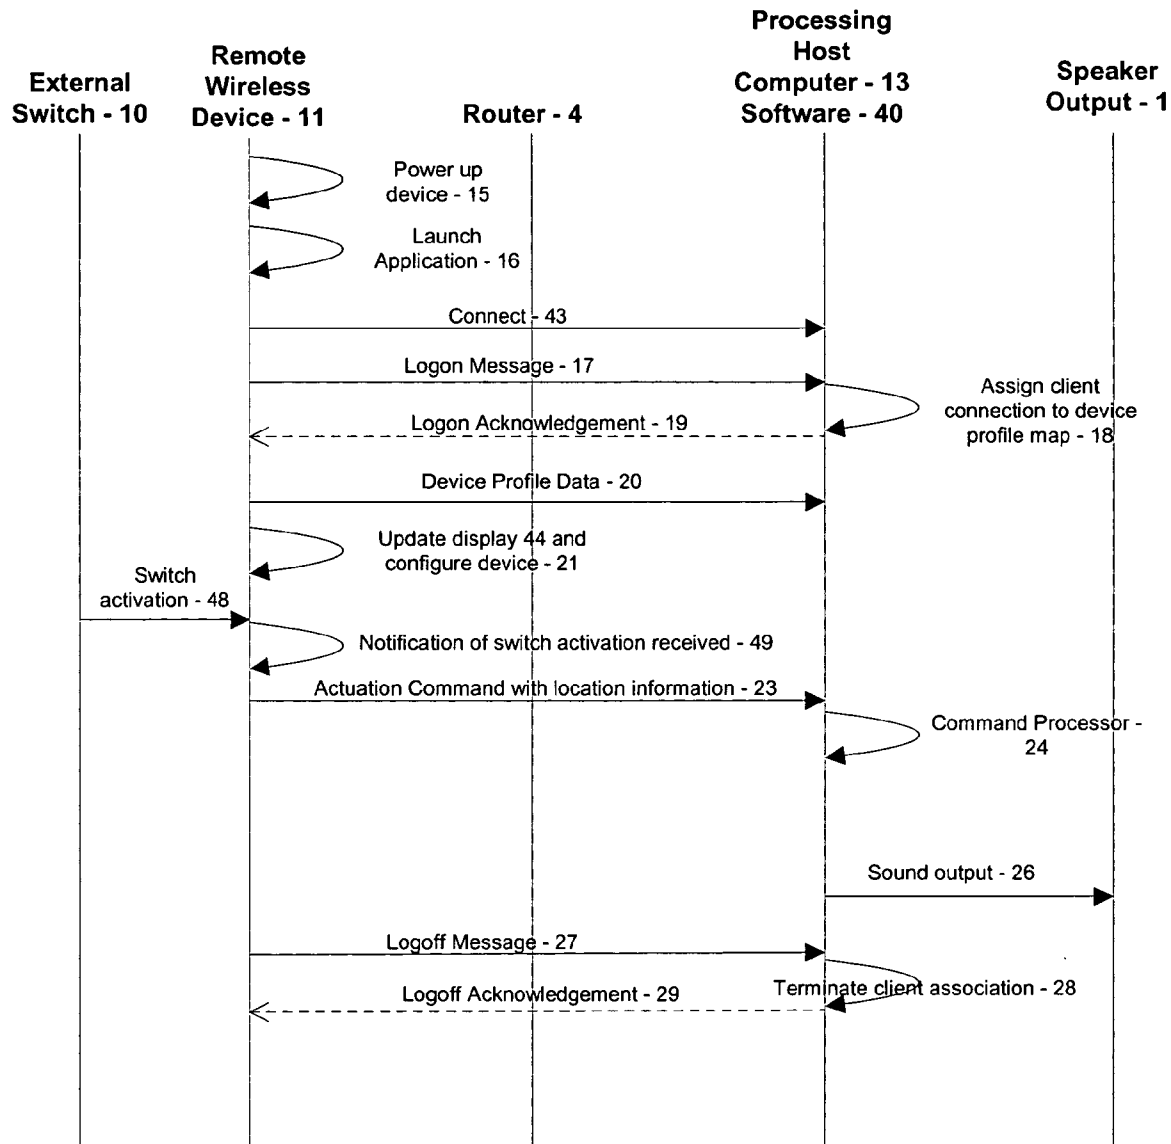 External
Switch - 10
Remote
Wireless
Device - 11
Router - 4
Processing
Host
Computer - 13
Software - 40
Speaker
Output - 1
Power up
device - 15
Launch
Application - 16
Connect - 43
Logon Message - 17
Assign client
connection to device
profile map - 18
Logon Acknowledgement - 19
Device Profile Data - 20
Update display 44 and
configure device - 21
Switch
activation - 48
Notification of switch activation received - 49
Actuation Command with location information - 23
Command Processor -
24
Sound output - 26
Logoff Message - 27
Terminate client association - 28
Logoff Acknowledgement - 29